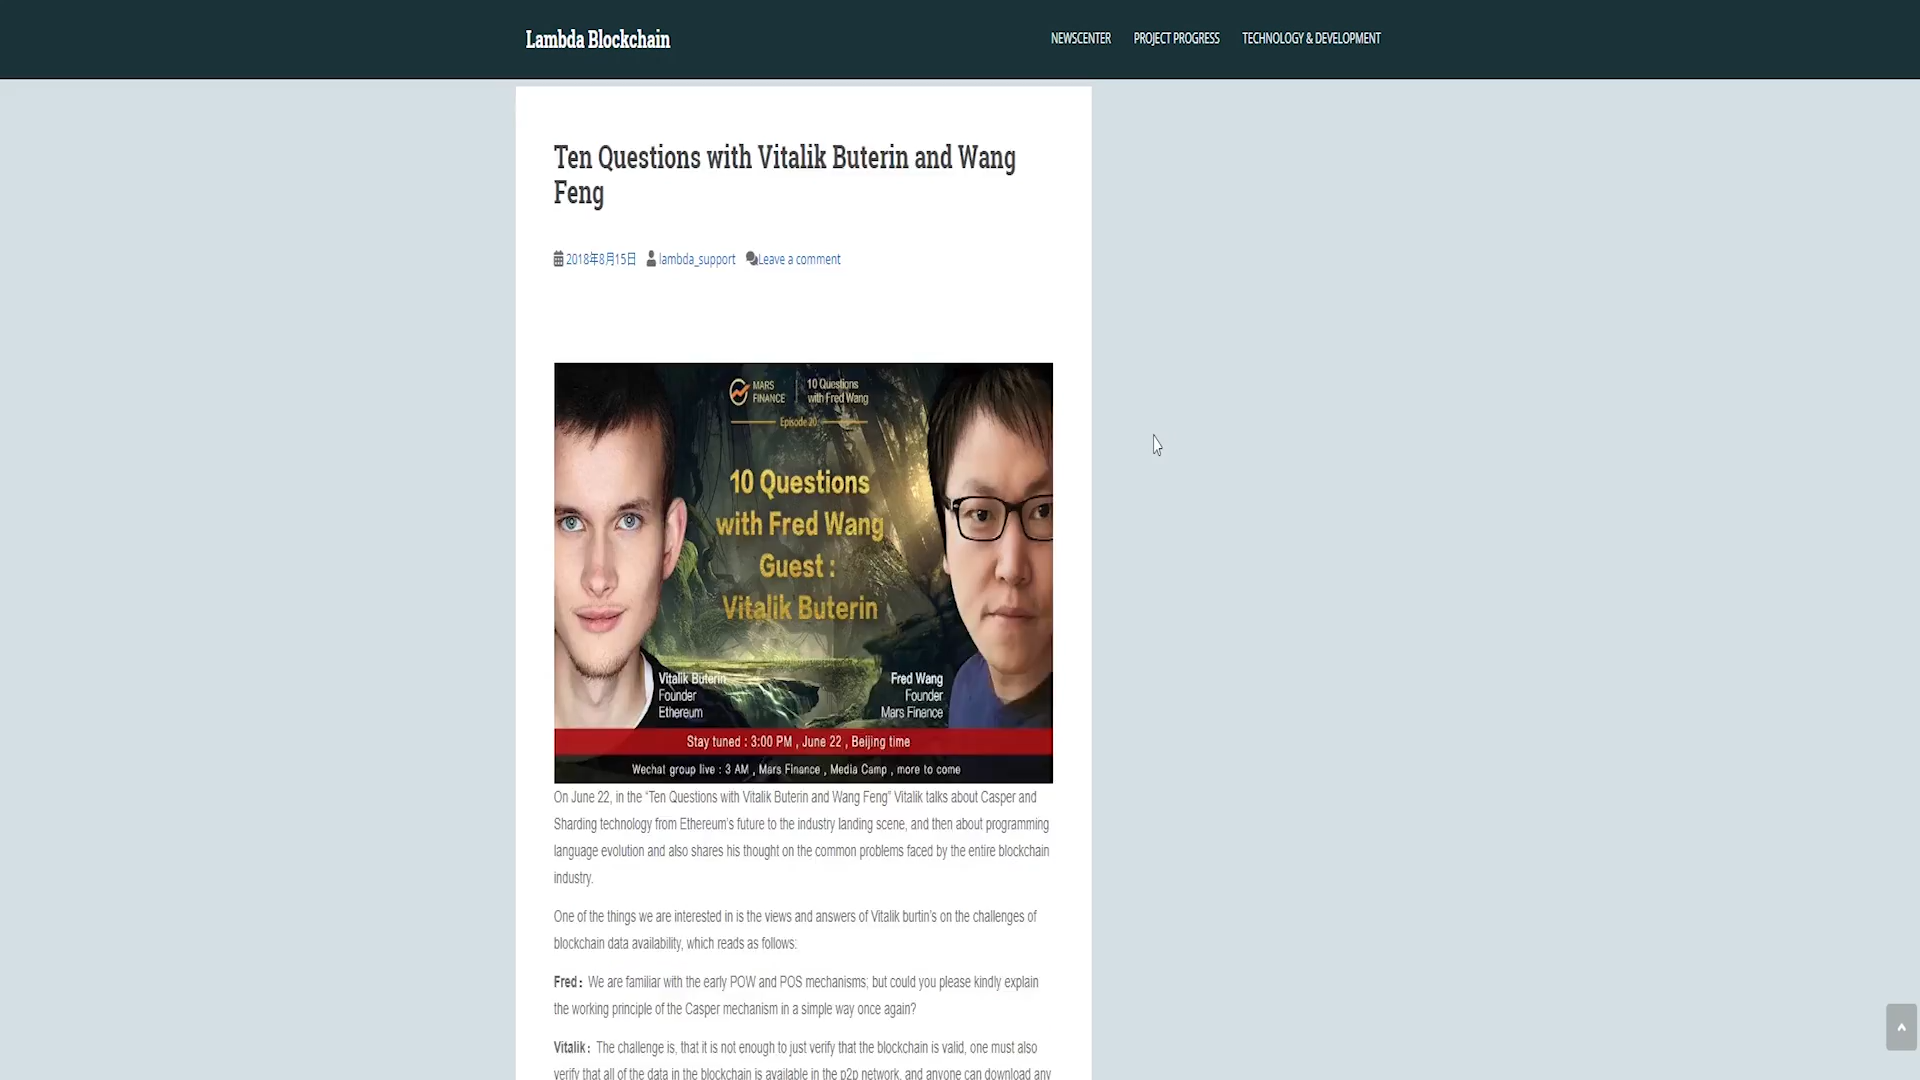 Lambda Blockchain
NEWSCENTER PROJECT PROGRESS TECHNOLOGY & DEVELOPMENT
Ten Questions with Vitalik Buterin and Wang
Feng
2018年8月15日 lambda_support Leave a comment
MARS
FINANCE
10 Questions
with Fred Wang
Episode 20
10 Questions
with Fred Wang
Guest :
Vitalik Buterin
Vitalik Buterin
Founder
Ethereum
Fred Wang
Founder
Mars Finance
Stay tuned : 3:00 PM , June 22 , Beijing time
Wechat group live : 3 AM , Mars Finance , Media Camp , more to come
On June 22, in the “Ten Questions with Vitalik Buterin and Wang Feng” Vitalik talks about Casper and
Sharding technology from Ethereum’s future to the industry landing scene, and then about programming
language evolution and also shares his thought on the common problems faced by the entire blockchain
industry.
One of the things we are interested in is the views and answers of Vitalik burtin’s on the challenges of
blockchain data availability, which reads as follows:
Fred： We are familiar with the early POW and POS mechanisms; but could you please kindly explain
the working principle of the Casper mechanism in a simple way once again?
Vitalik： The challenge is, that it is not enough to just verify that the blockchain is valid, one must also
verify that all of the data in the blockchain is available in the p2p network, and anyone can download any